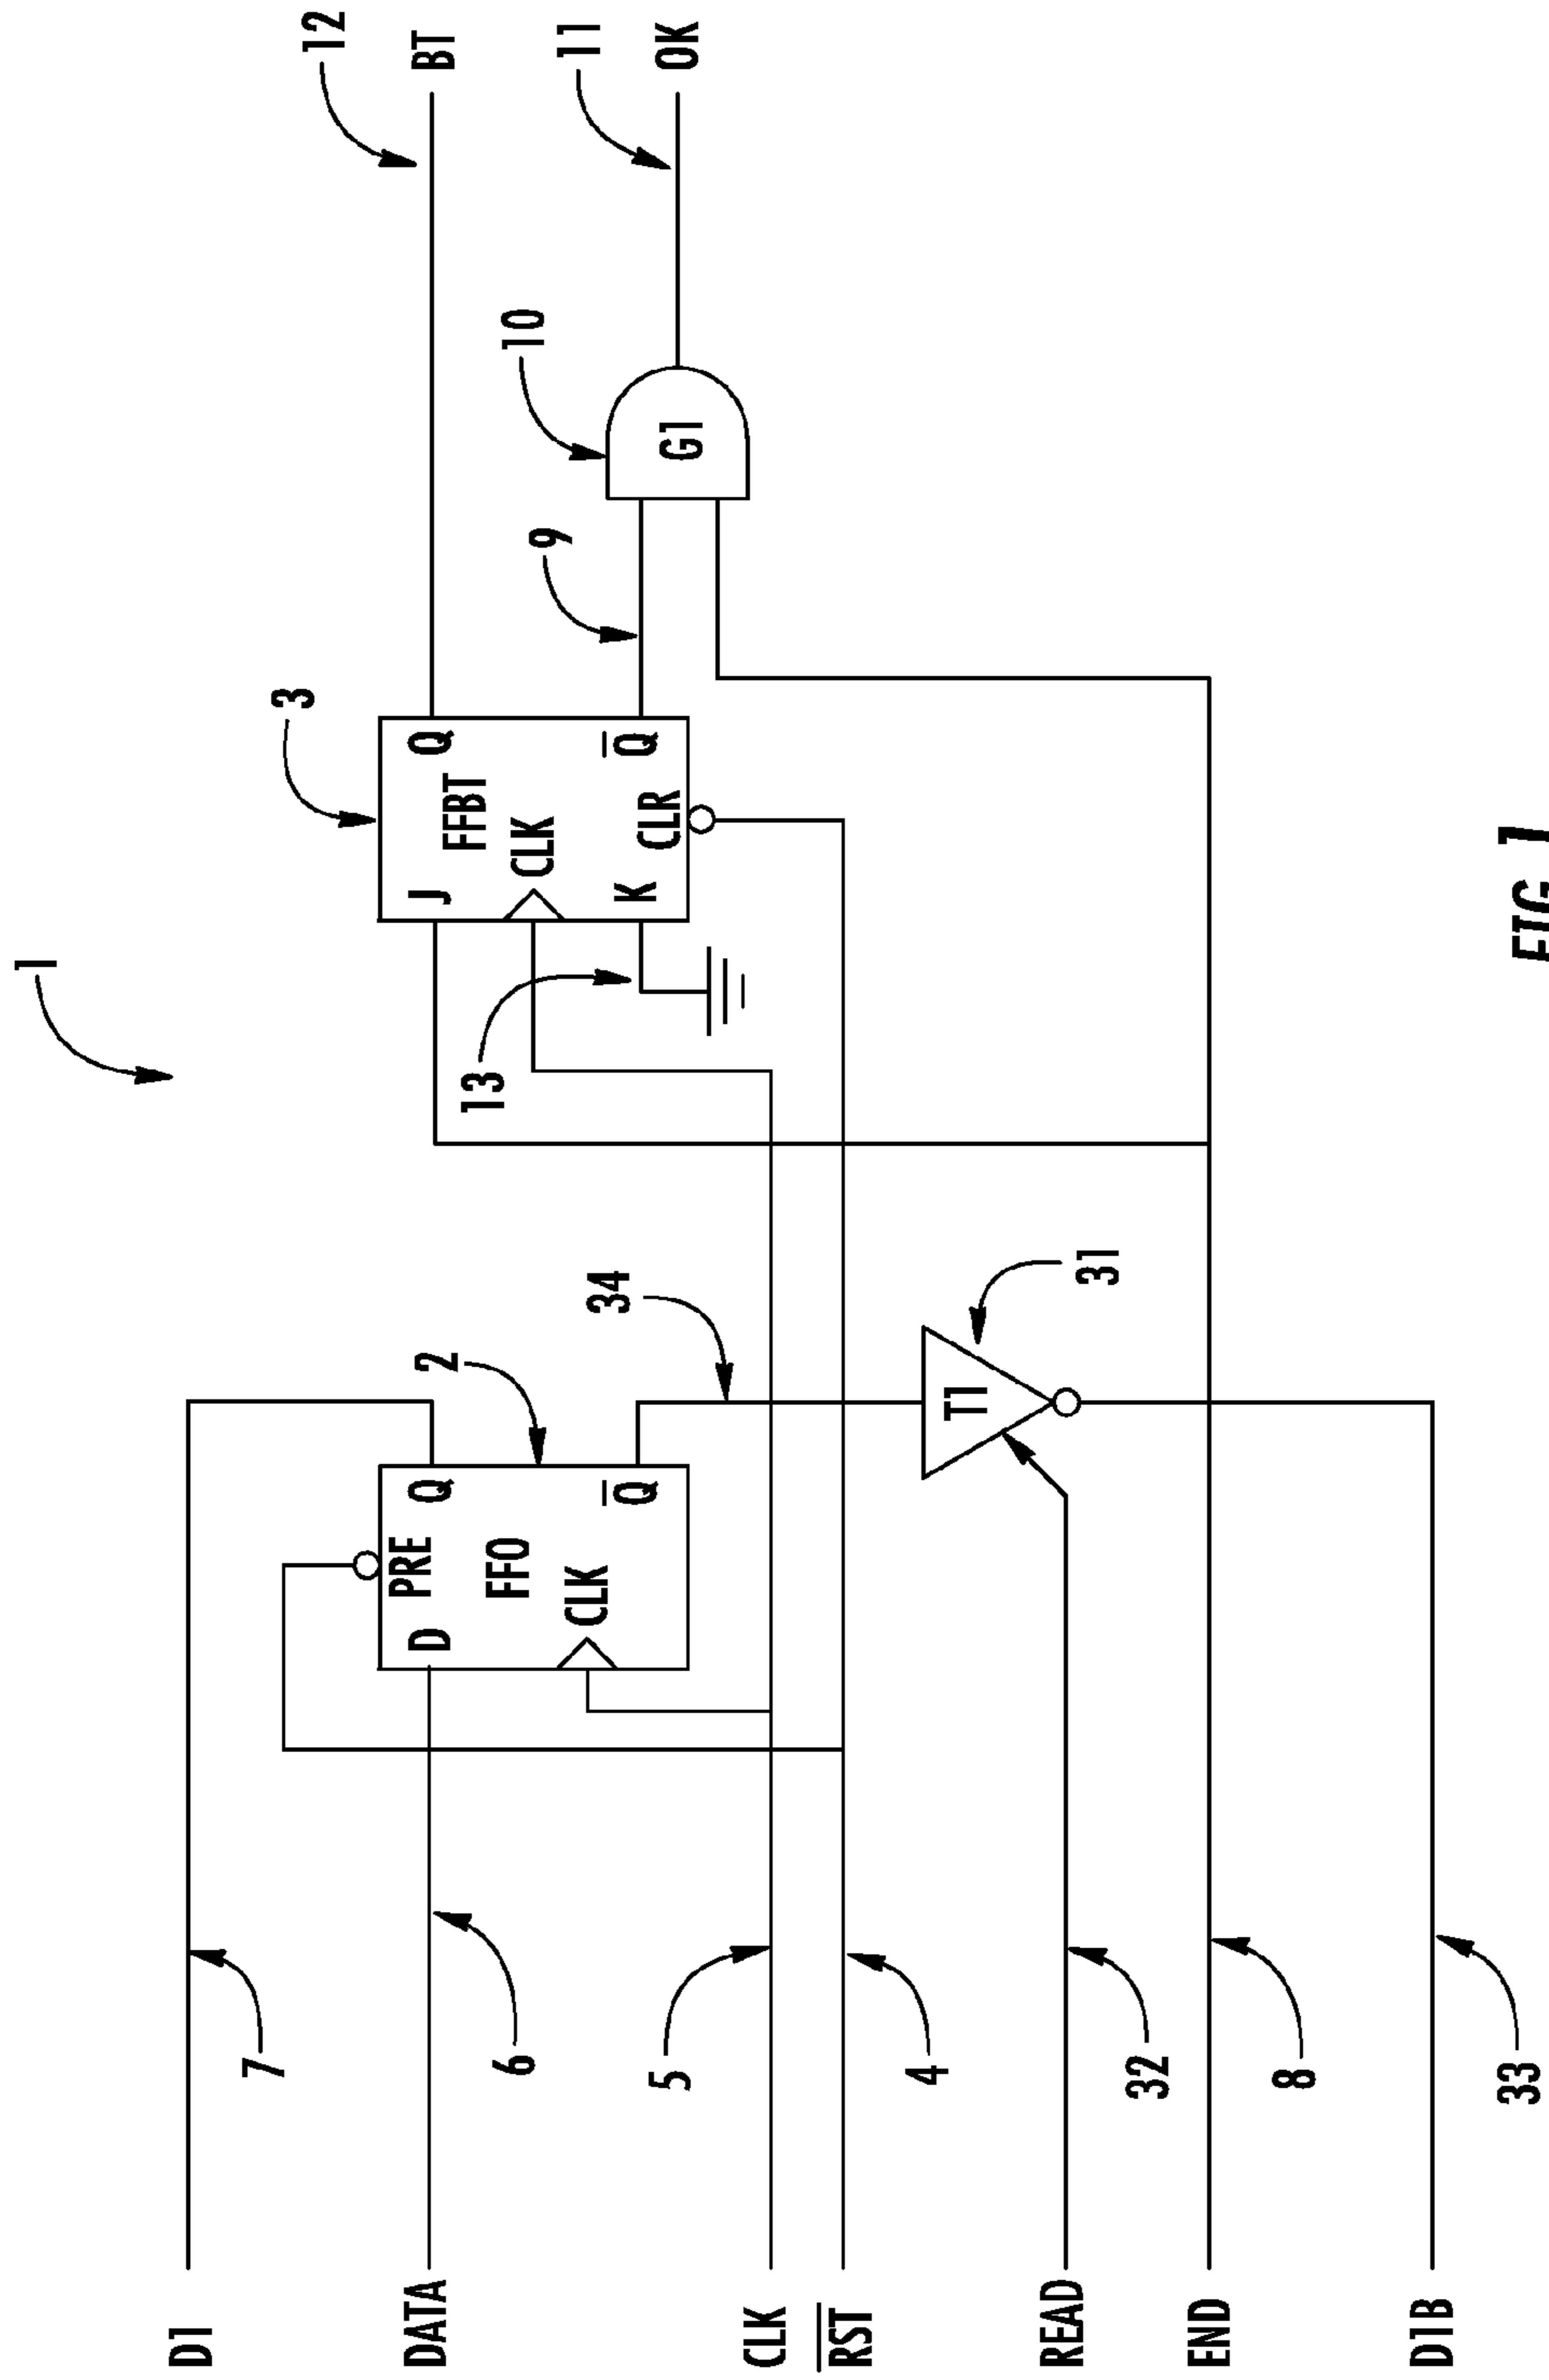 1
12
BT
11
OK
3
9
10
G1
J
Q
FFBT
CLK
K
CLR
Q̅
13
34
2
D
PRE
Q
FFO
CLK
Q̅
T1
31
7
6
5
4
32
8
33
D1
DATA
CLK
R̅S̅T̅
READ
END
D1B
FIG. 1